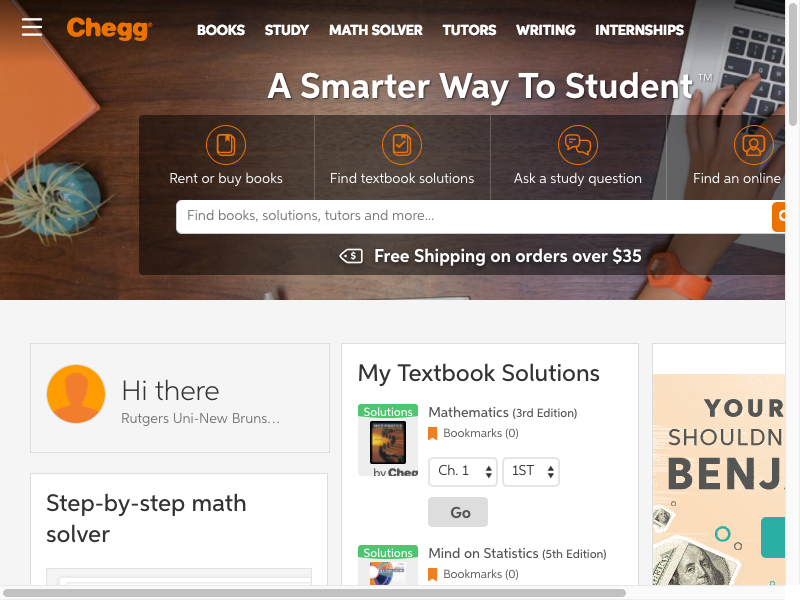 Chegg
BOOKS STUDY MATH SOLVER TUTORS WRITING INTERNSHIPS
A Smarter Way To Student™
Rent or buy books
Find textbook solutions
Ask a study question
Find an online
Find books, solutions, tutors and more...
Free Shipping on orders over $35
Hi there
Rutgers Uni-New Bruns...
Step-by-step math
solver
My Textbook Solutions
Solutions
by Chegg
Mathematics (3rd Edition)
Bookmarks (0)
Ch. 1
1ST
Go
Solutions
Mind on Statistics (5th Edition)
Bookmarks (0)
YOUR
SHOULDN
BENJ